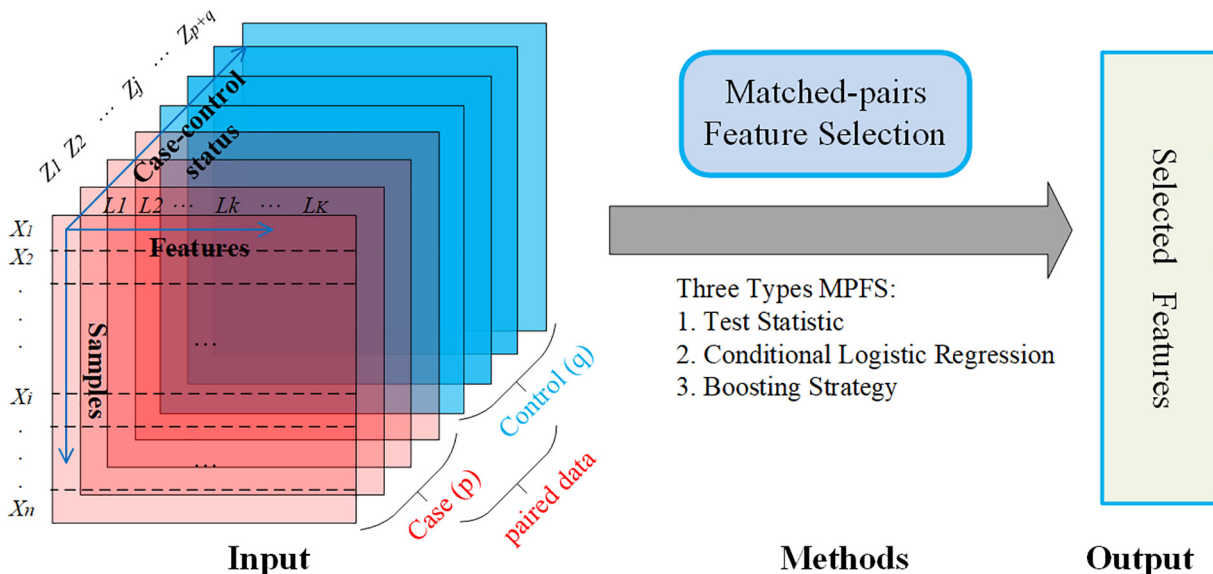 Z1 Z2 ··· Zj ··· Zp+q
Case-control
status
L1 L2 ··· Lk ··· LK
Features
X1
X2
.
.
.
Xi
.
.
.
Xn
Samples
...
...
Control (q)
Case (p)
paired data
Input
Matched-pairs
Feature Selection
Three Types MPFS:
1. Test Statistic
2. Conditional Logistic Regression
3. Boosting Strategy
Methods
Selected Features
Output